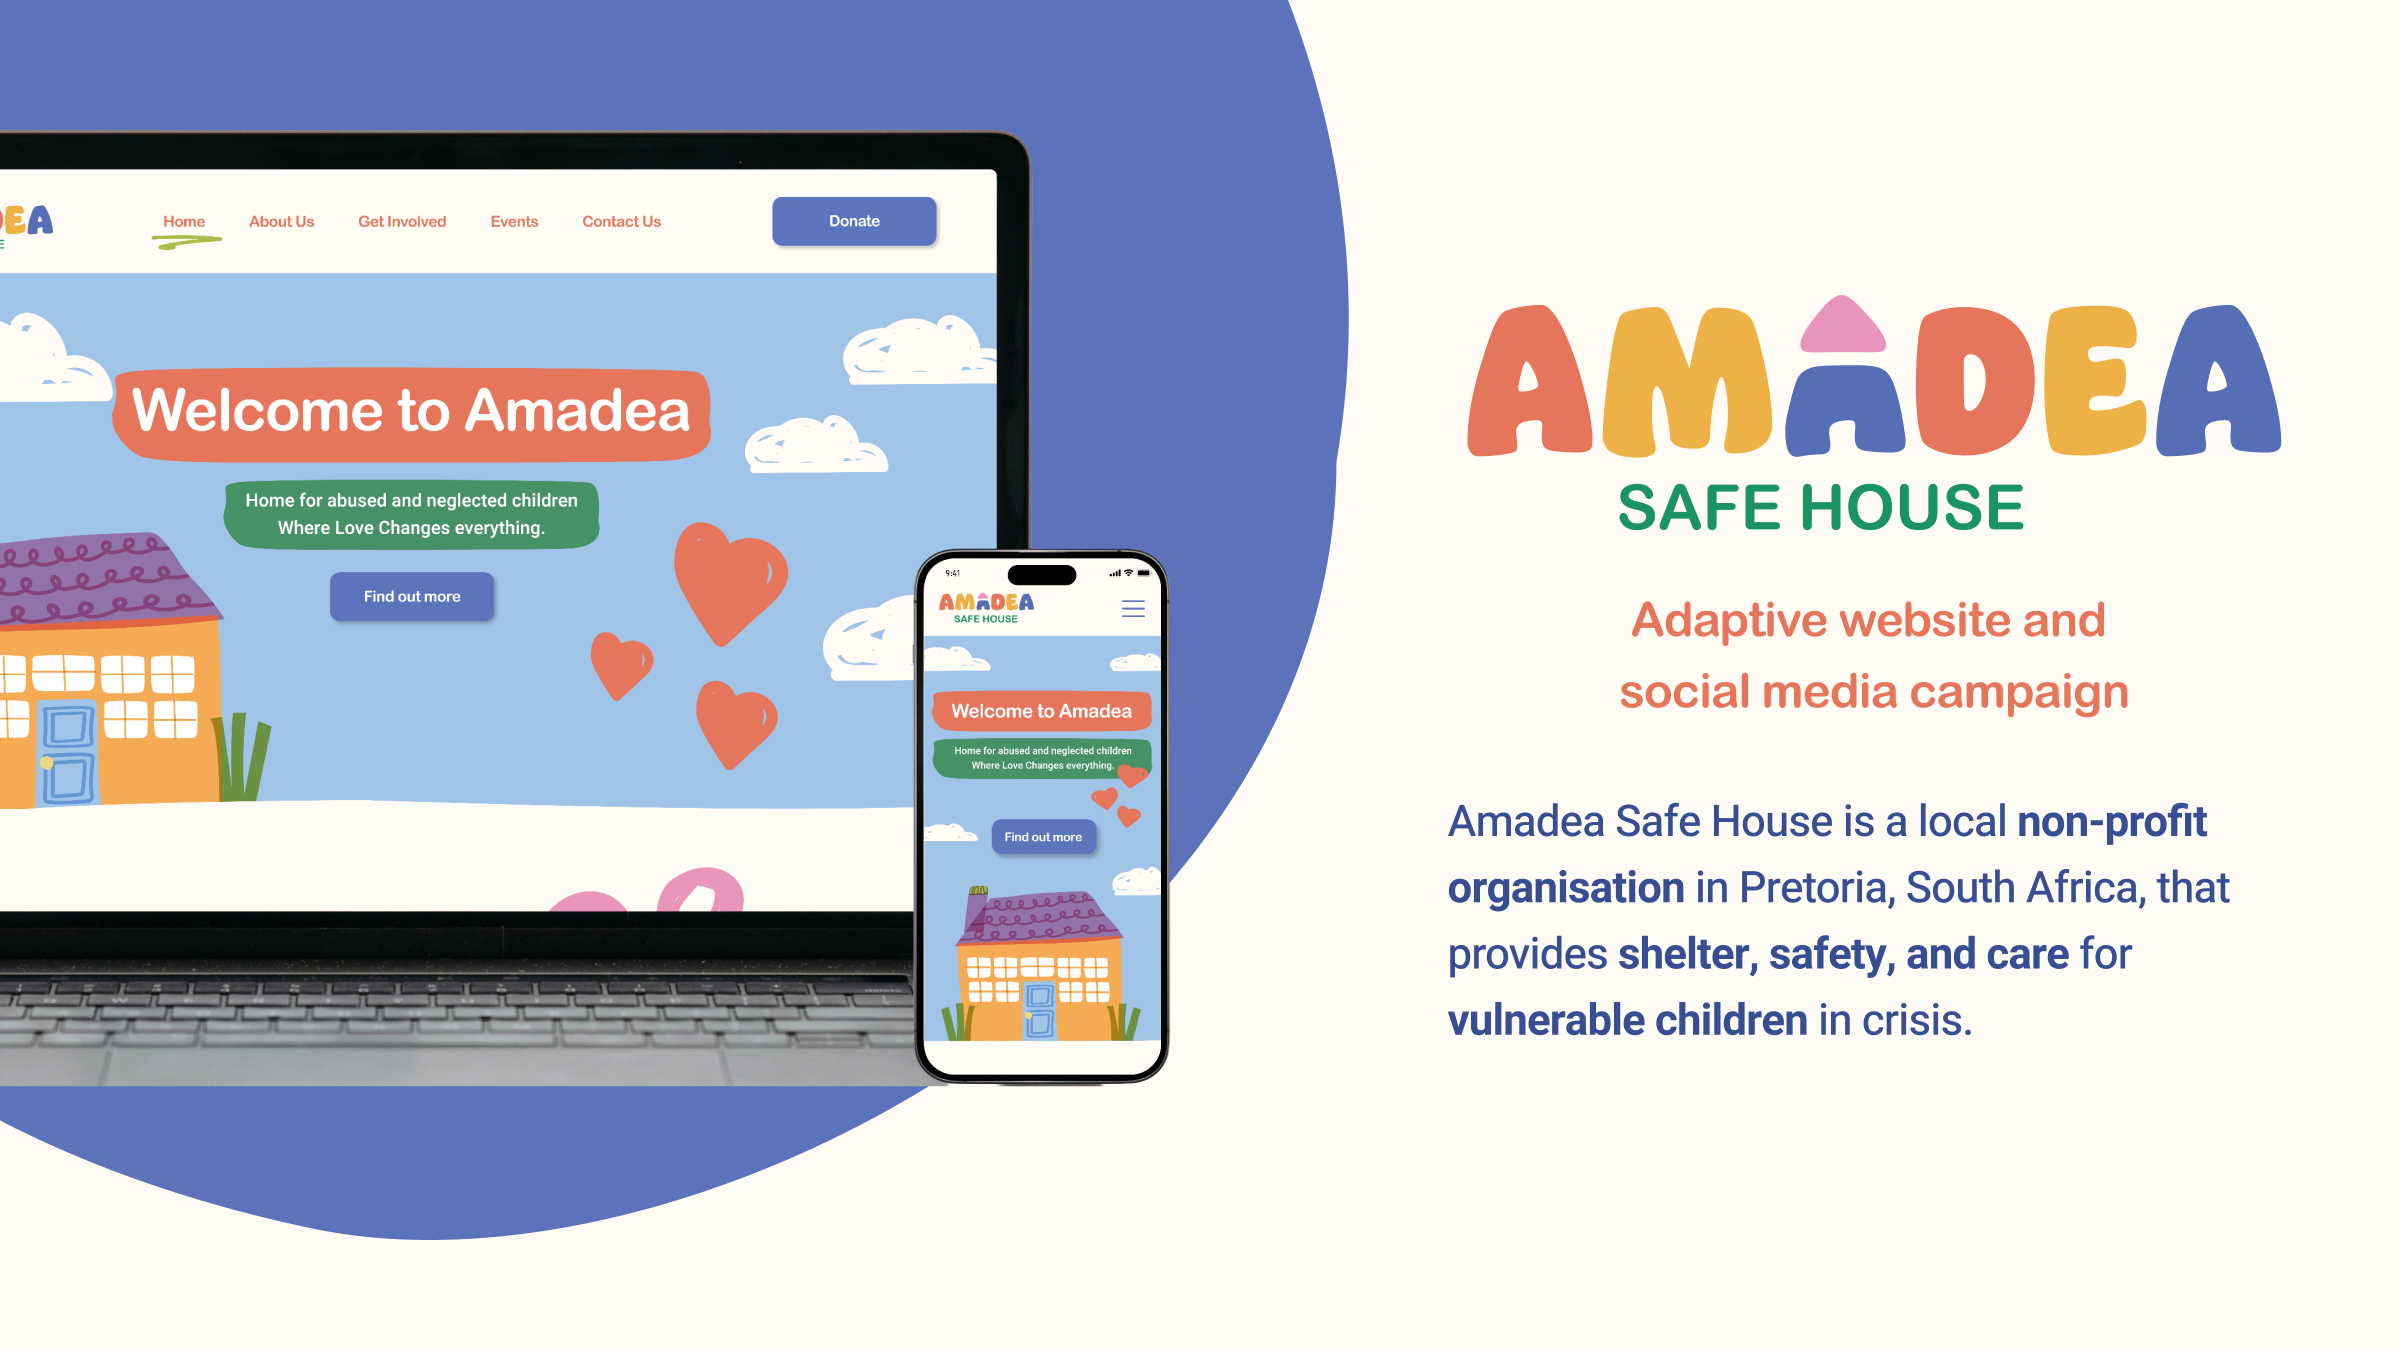 DEA
E
Home About Us Get Involved Events Contact Us Donate
Welcome to Amadea
Home for abused and neglected children
Where Love Changes everything.
Find out more
9:41
AMADEA
SAFE HOUSE
Welcome to Amadea
Home for abused and neglected children
Where Love Changes everything.
Find out more
AMADEA
SAFE HOUSE
Adaptive website and
social media campaign
Amadea Safe House is a local non-profit
organisation in Pretoria, South Africa, that
provides shelter, safety, and care for
vulnerable children in crisis.